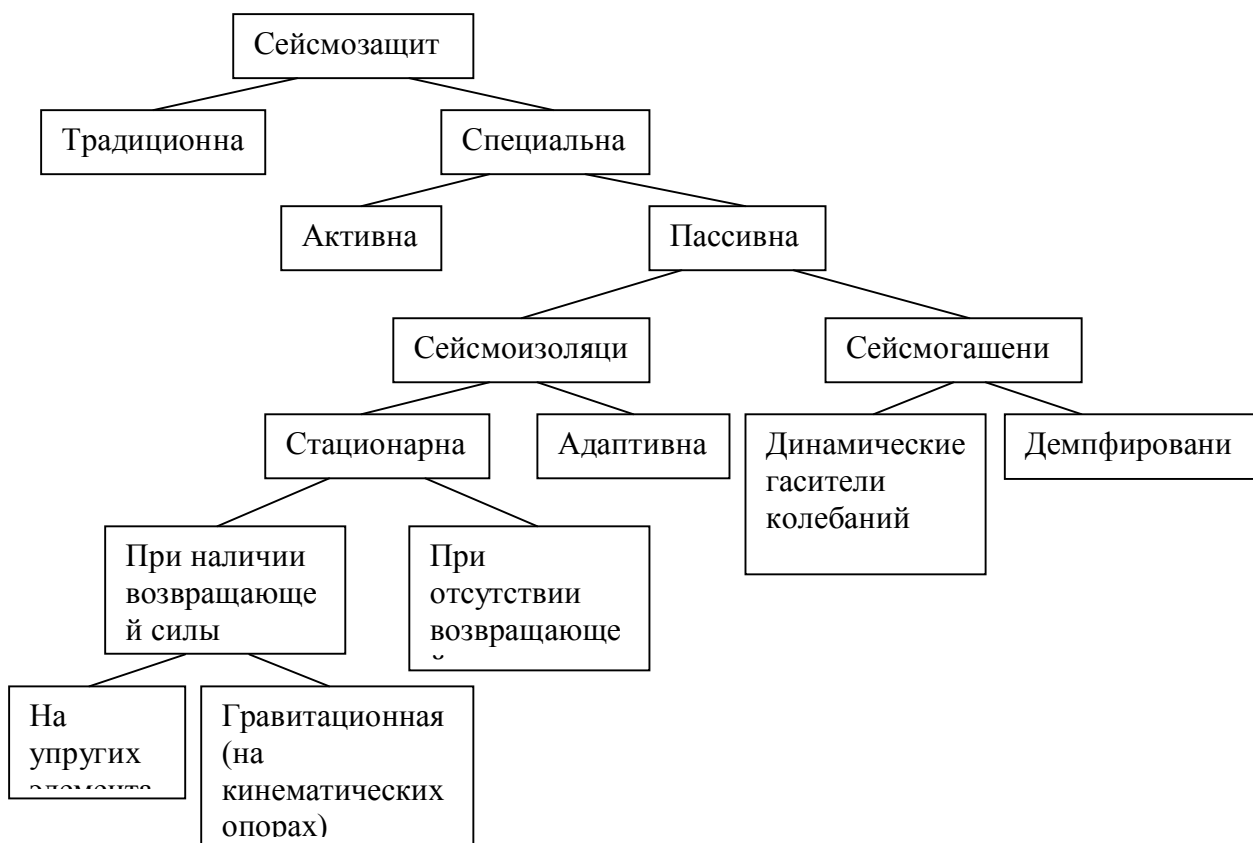 Сейсмозащит
Традиционна
Специальна
Активна
Пассивна
Сейсмоизоляци
Сейсмогашени
Стационарна
Адаптивна
Динамические
гасители
колебаний
Демпфировани
При наличии
возвращающе
й силы
При
отсутствии
возвращающе
й
На
упругих
элемента
Гравитационная
(на
кинематических
опорах)